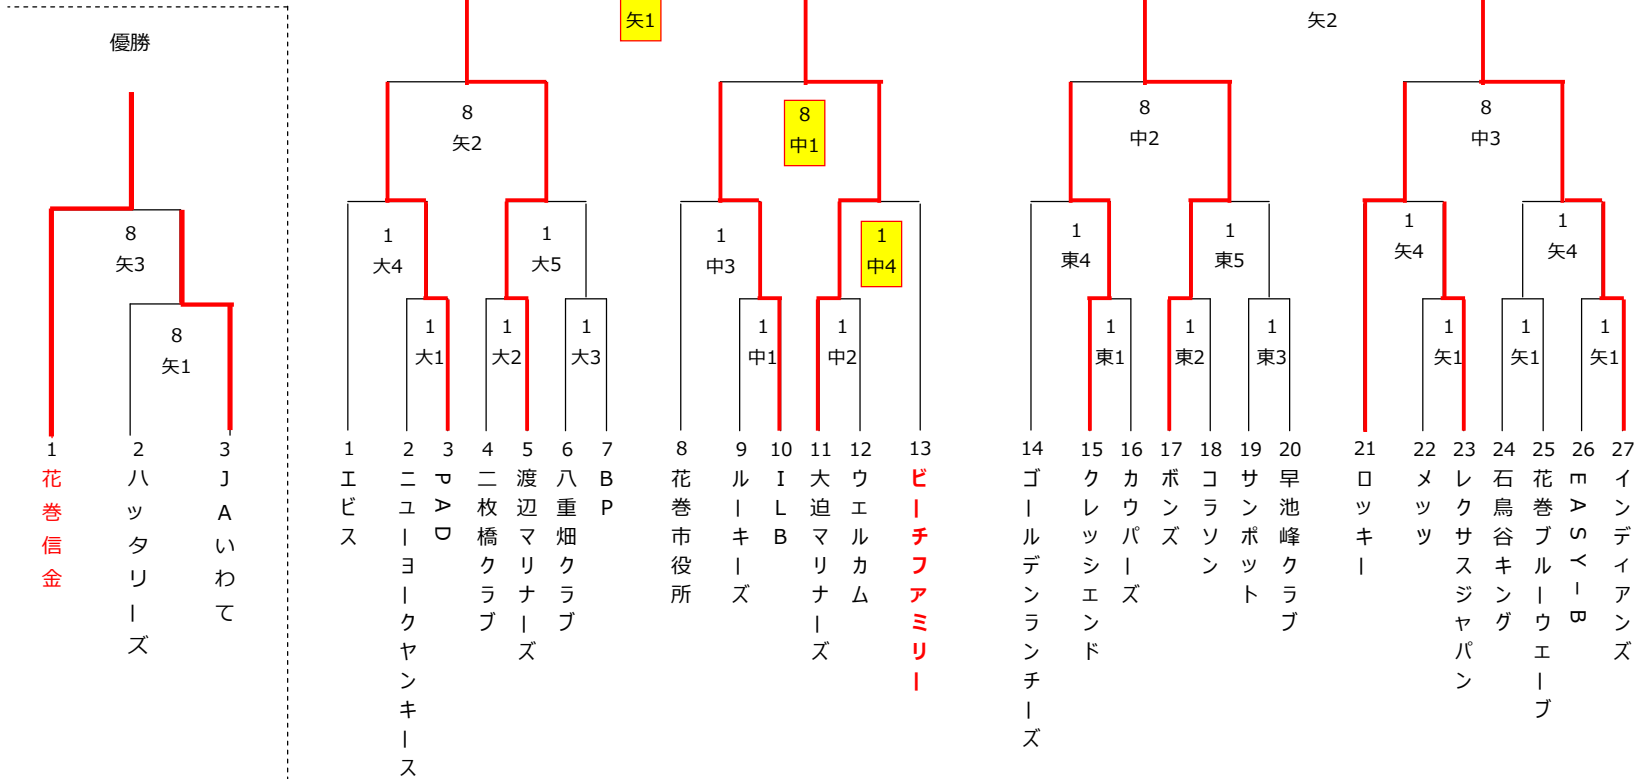 矢1
矢2
優勝
8
矢2
8
中1
8
中2
8
中3
8
矢3
1
大4
1
大5
1
中3
1
中4
1
東4
1
東5
1
矢4
1
矢4
8
矢1
1
大1
1
大2
1
大3
1
中1
1
中2
1
東1
1
東2
1
東3
1
矢1
1
矢1
1
矢1
1
花巻信金
2
ハッタリーズ
3
JAいわて
1
エビス
2
ニューヨークヤンキース
3
PAD
4
二枚橋クラブ
5
渡辺マリナーズ
6
八重畑クラブ
7
BP
8
花巻市役所
9
ルーキーズ
10
ILB
11
大迫マリナーズ
12
ウェルカム
13
ビーチファミリー
14
ゴールデンランチーズ
15
クレッシェンド
16
カウパーズ
17
ボンズ
18
コラソン
19
サンポット
20
早池峰クラブ
21
ロッキー
22
メッツ
23
レクサスジャパン
24
石鳥谷キング
25
花巻ブルーウェーブ
26
EASY-B
27
インディアンズ